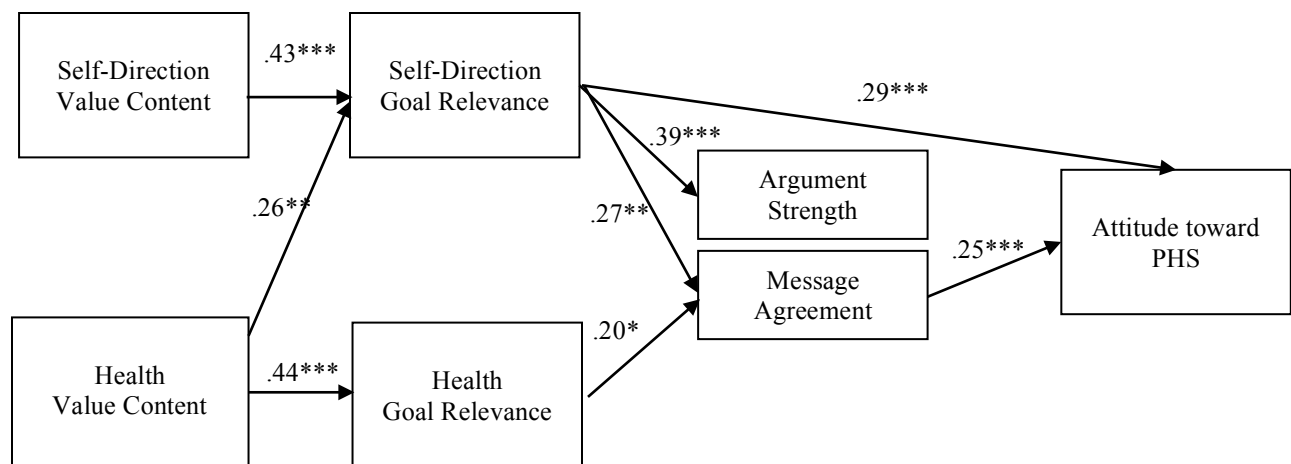 Self-Direction
Value Content
.43***
Self-Direction
Goal Relevance
.29***
.39***
Argument
Strength
.26**
.27**
Attitude toward
PHS
Message
Agreement
.25***
Health
Value Content
.44***
Health
Goal Relevance
.20*